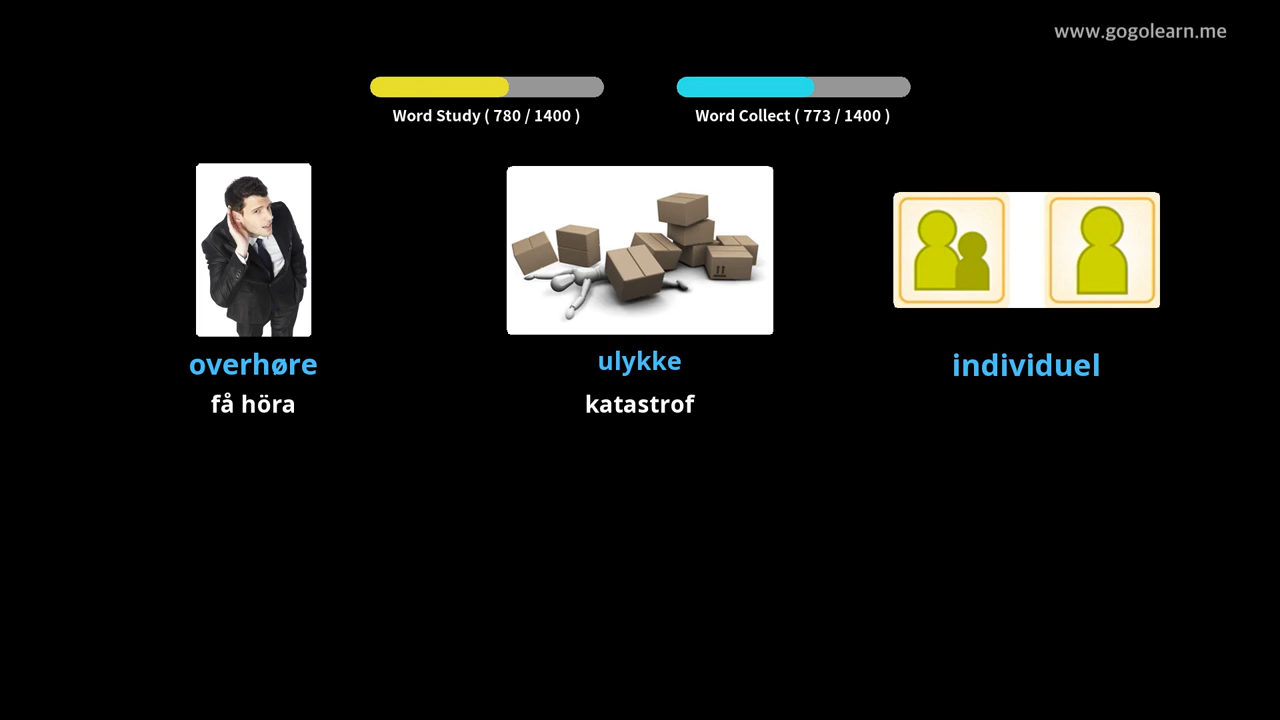 www.gogolearn.me
Word Study ( 780 / 1400 )
Word Collect ( 773 / 1400 )
overhøre
få höra
ulykke
katastrof
individuel